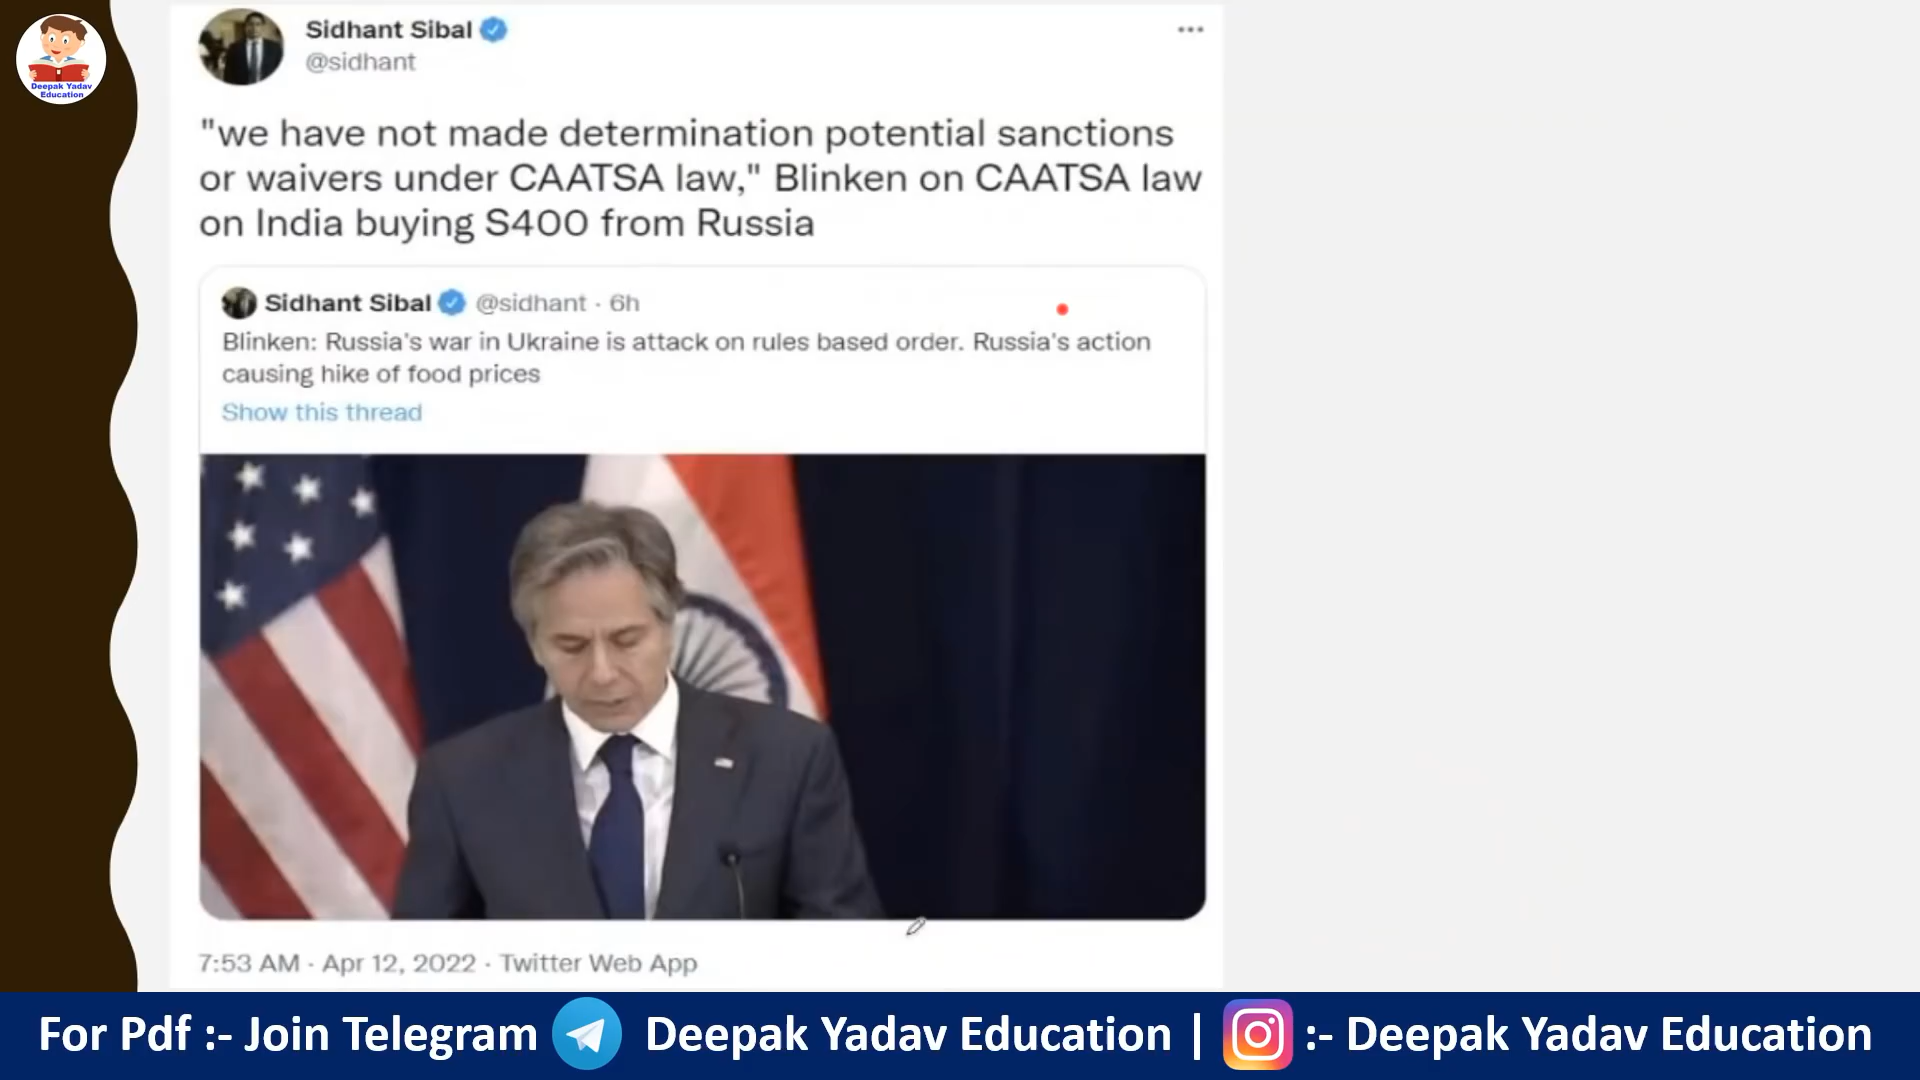 Deepak Yadav
Education
Sidhant Sibal
@sidhant
"we have not made determination potential sanctions
or waivers under CAATSA law," Blinken on CAATSA law
on India buying S400 from Russia
Sidhant Sibal @sidhant · 6h
Blinken: Russia's war in Ukraine is attack on rules based order. Russia's action
causing hike of food prices
Show this thread
7:53 AM · Apr 12, 2022 · Twitter Web App
For Pdf :- Join Telegram Deepak Yadav Education | :- Deepak Yadav Education